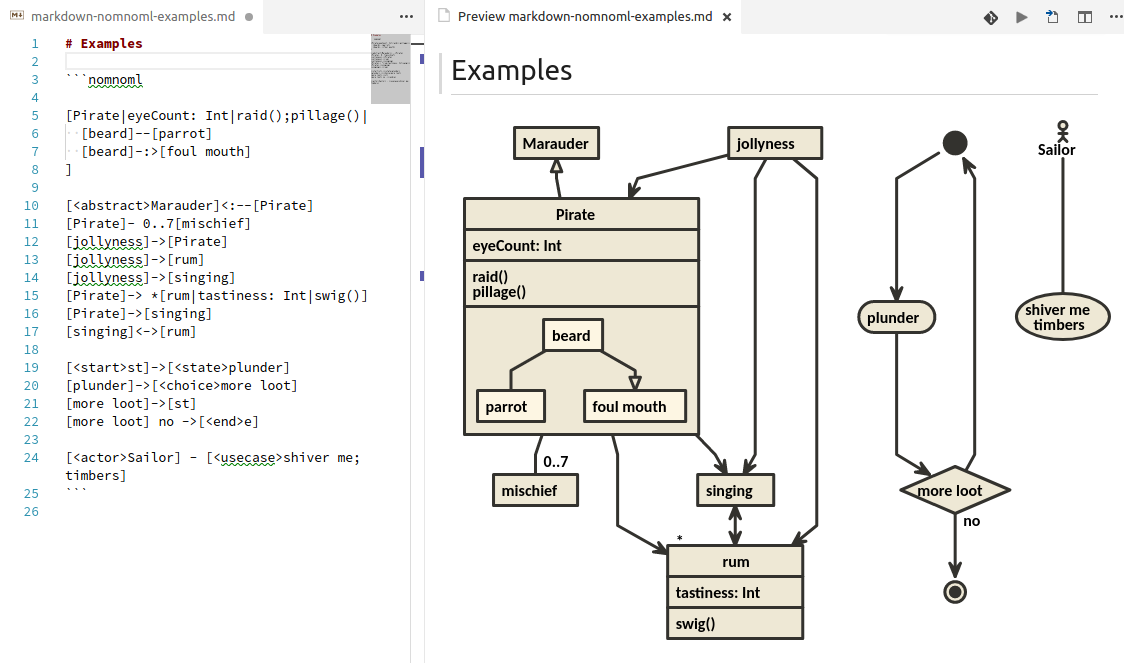 markdown-nomnoml-examples.md
Preview markdown-nomnoml-examples.md
1 # Examples
2
3 ```nomnoml
4
5 [Pirate|eyeCount: Int|raid();pillage()|
6   [beard]--[parrot]
7   [beard]-:>[foul mouth]
8 ]
9
10 [<abstract>Marauder]<:--[Pirate]
11 [Pirate]- 0..7[mischief]
12 [jollyness]->[Pirate]
13 [jollyness]->[rum]
14 [jollyness]->[singing]
15 [Pirate]-> *[rum|tastiness: Int|swig()]
16 [Pirate]->[singing]
17 [singing]<->[rum]
18
19 [<start>st]->[<state>plunder]
20 [plunder]->[<choice>more loot]
21 [more loot]->[st]
22 [more loot] no ->[<end>e]
23
24 [<actor>Sailor] - [<usecase>shiver me;
timbers]
25 ```
26
Examples
Marauder
jollyness
Pirate
eyeCount: Int
raid()
pillage()
beard
parrot
foul mouth
0..7
mischief
singing
*
rum
tastiness: Int
swig()
plunder
more loot
no
Sailor
shiver me
timbers